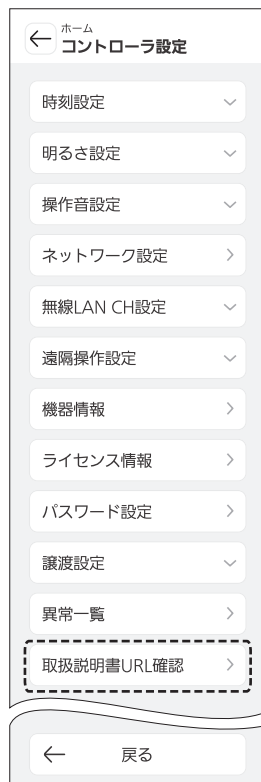 ホーム
コントローラ設定
時刻設定
明るさ設定
操作音設定
ネットワーク設定
無線LAN CH設定
遠隔操作設定
機器情報
ライセンス情報
パスワード設定
譲渡設定
異常一覧
取扱説明書URL確認
戻る